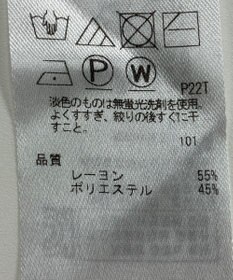 P W
P22T
淡色のものは無蛍光洗剤を使用。
よくすすぎ、絞りの後すぐに干
すこと。
101
品質
レーヨン 55%
ポリエステル 45%